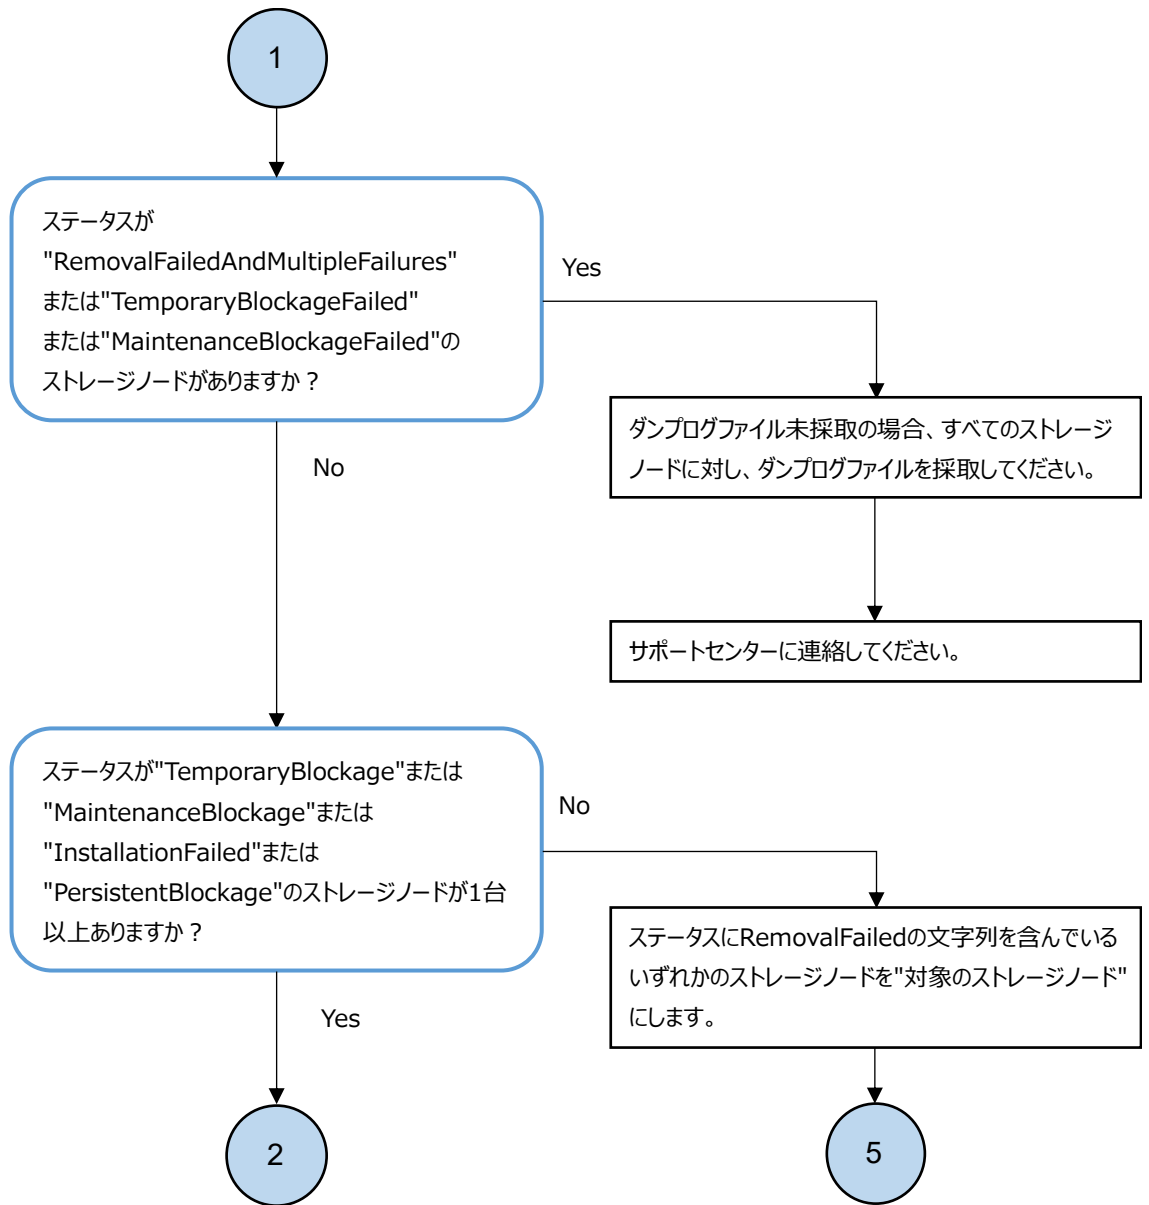 1
ステータスが
"RemovalFailedAndMultipleFailures"
または"TemporaryBlockageFailed"
または"MaintenanceBlockageFailed"の
ストレージノードがありますか？
Yes
ダンプログファイル未採取の場合、すべてのストレージ
ノードに対し、ダンプログファイルを採取してください。
No
サポートセンターに連絡してください。
ステータスが"TemporaryBlockage"または
"MaintenanceBlockage"または
"InstallationFailed"または
"PersistentBlockage"のストレージノードが1台
以上ありますか？
No
ステータスにRemovalFailedの文字列を含んでいる
いずれかのストレージノードを"対象のストレージノード"
にします。
Yes
2
5